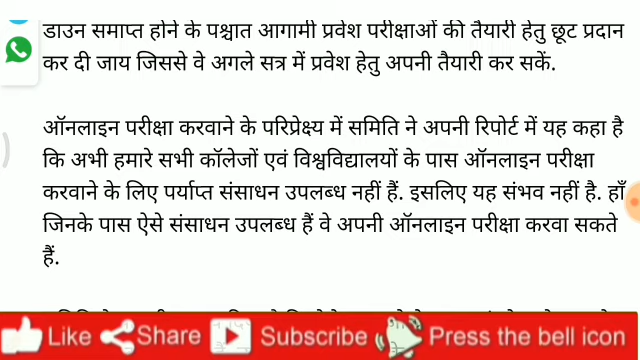 डाउन समाप्त होने के पश्चात आगामी प्रवेश परीक्षाओं की तैयारी हेतु छूट प्रदान
कर दी जाय जिससे वे अगले सत्र में प्रवेश हेतु अपनी तैयारी कर सकें.
ऑनलाइन परीक्षा करवाने के परिप्रेक्ष्य में समिति ने अपनी रिपोर्ट में यह कहा है
कि अभी हमारे सभी कॉलेजों एवं विश्वविद्यालयों के पास ऑनलाइन परीक्षा
करवाने के लिए पर्याप्त संसाधन उपलब्ध नहीं हैं. इसलिए यह संभव नहीं है. हाँ
जिनके पास ऐसे संसाधन उपलब्ध हैं वे अपनी ऑनलाइन परीक्षा करवा सकते
हैं.
Like Share Subscribe Press the bell icon